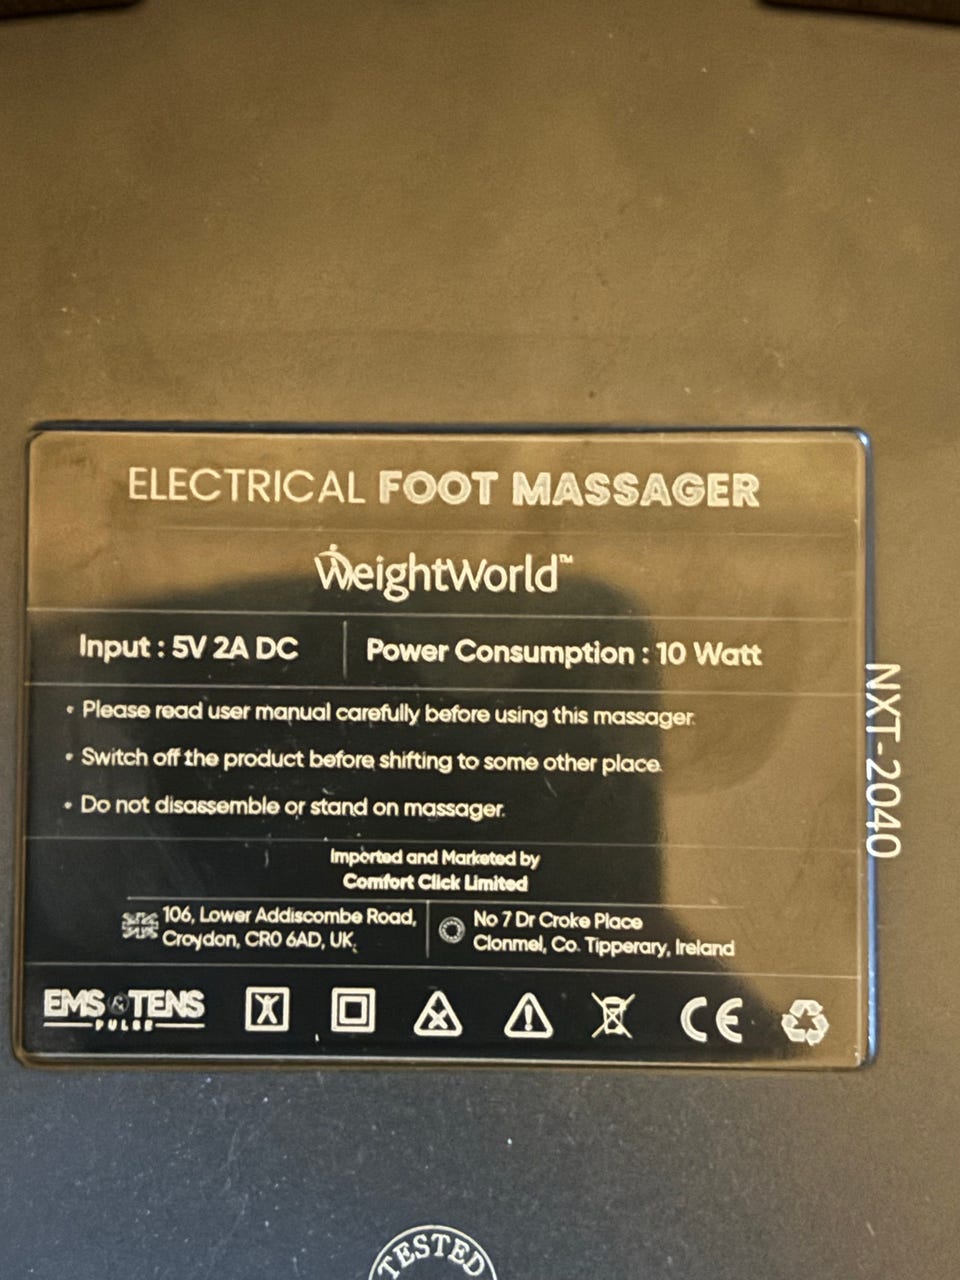 ELECTRICAL FOOT MASSAGER
WeightWorld™
Input : 5V 2A DC
Power Consumption : 10 Watt
• Please read user manual carefully before using this massager.
• Switch off the product before shifting to some other place.
• Do not disassemble or stand on massager.
Imported and Marketed by
Comfort Click Limited
106, Lower Addiscombe Road,
Croydon, CR0 6AD, UK.
No 7 Dr Croke Place
Clonmel, Co. Tipperary, Ireland
EMS & TENS
PULSE
CE
NXT-2040
TESTED